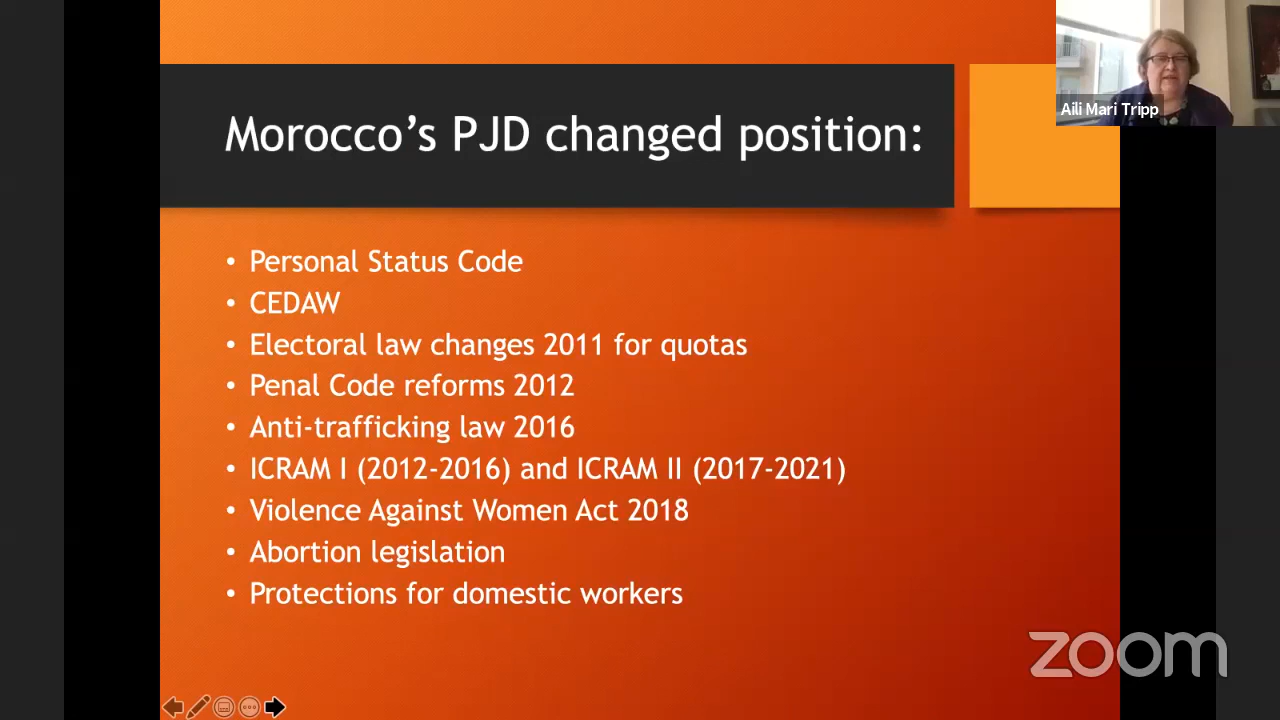 Aili Mari Tripp
Morocco’s PJD changed position:
• Personal Status Code
• CEDAW
• Electoral law changes 2011 for quotas
• Penal Code reforms 2012
• Anti-trafficking law 2016
• ICRAM I (2012-2016) and ICRAM II (2017-2021)
• Violence Against Women Act 2018
• Abortion legislation
• Protections for domestic workers
zoom